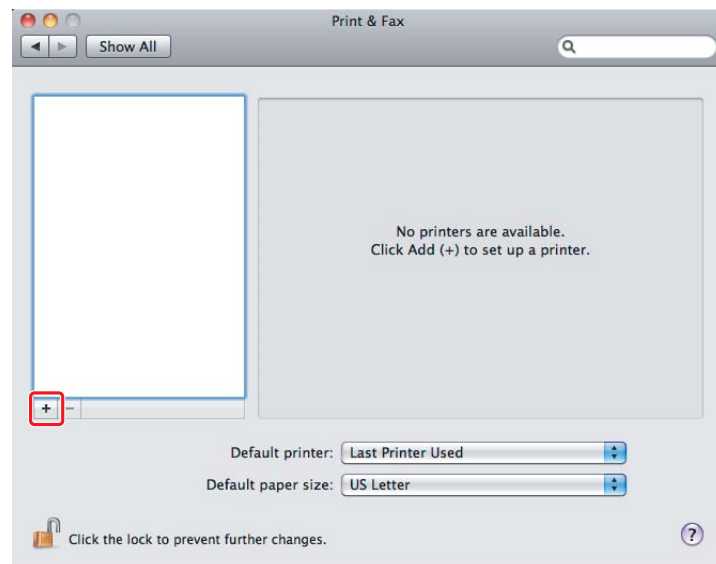 Print & Fax
Show All
No printers are available.
Click Add (+) to set up a printer.
+ –
Default printer: Last Printer Used
Default paper size: US Letter
Click the lock to prevent further changes.
?